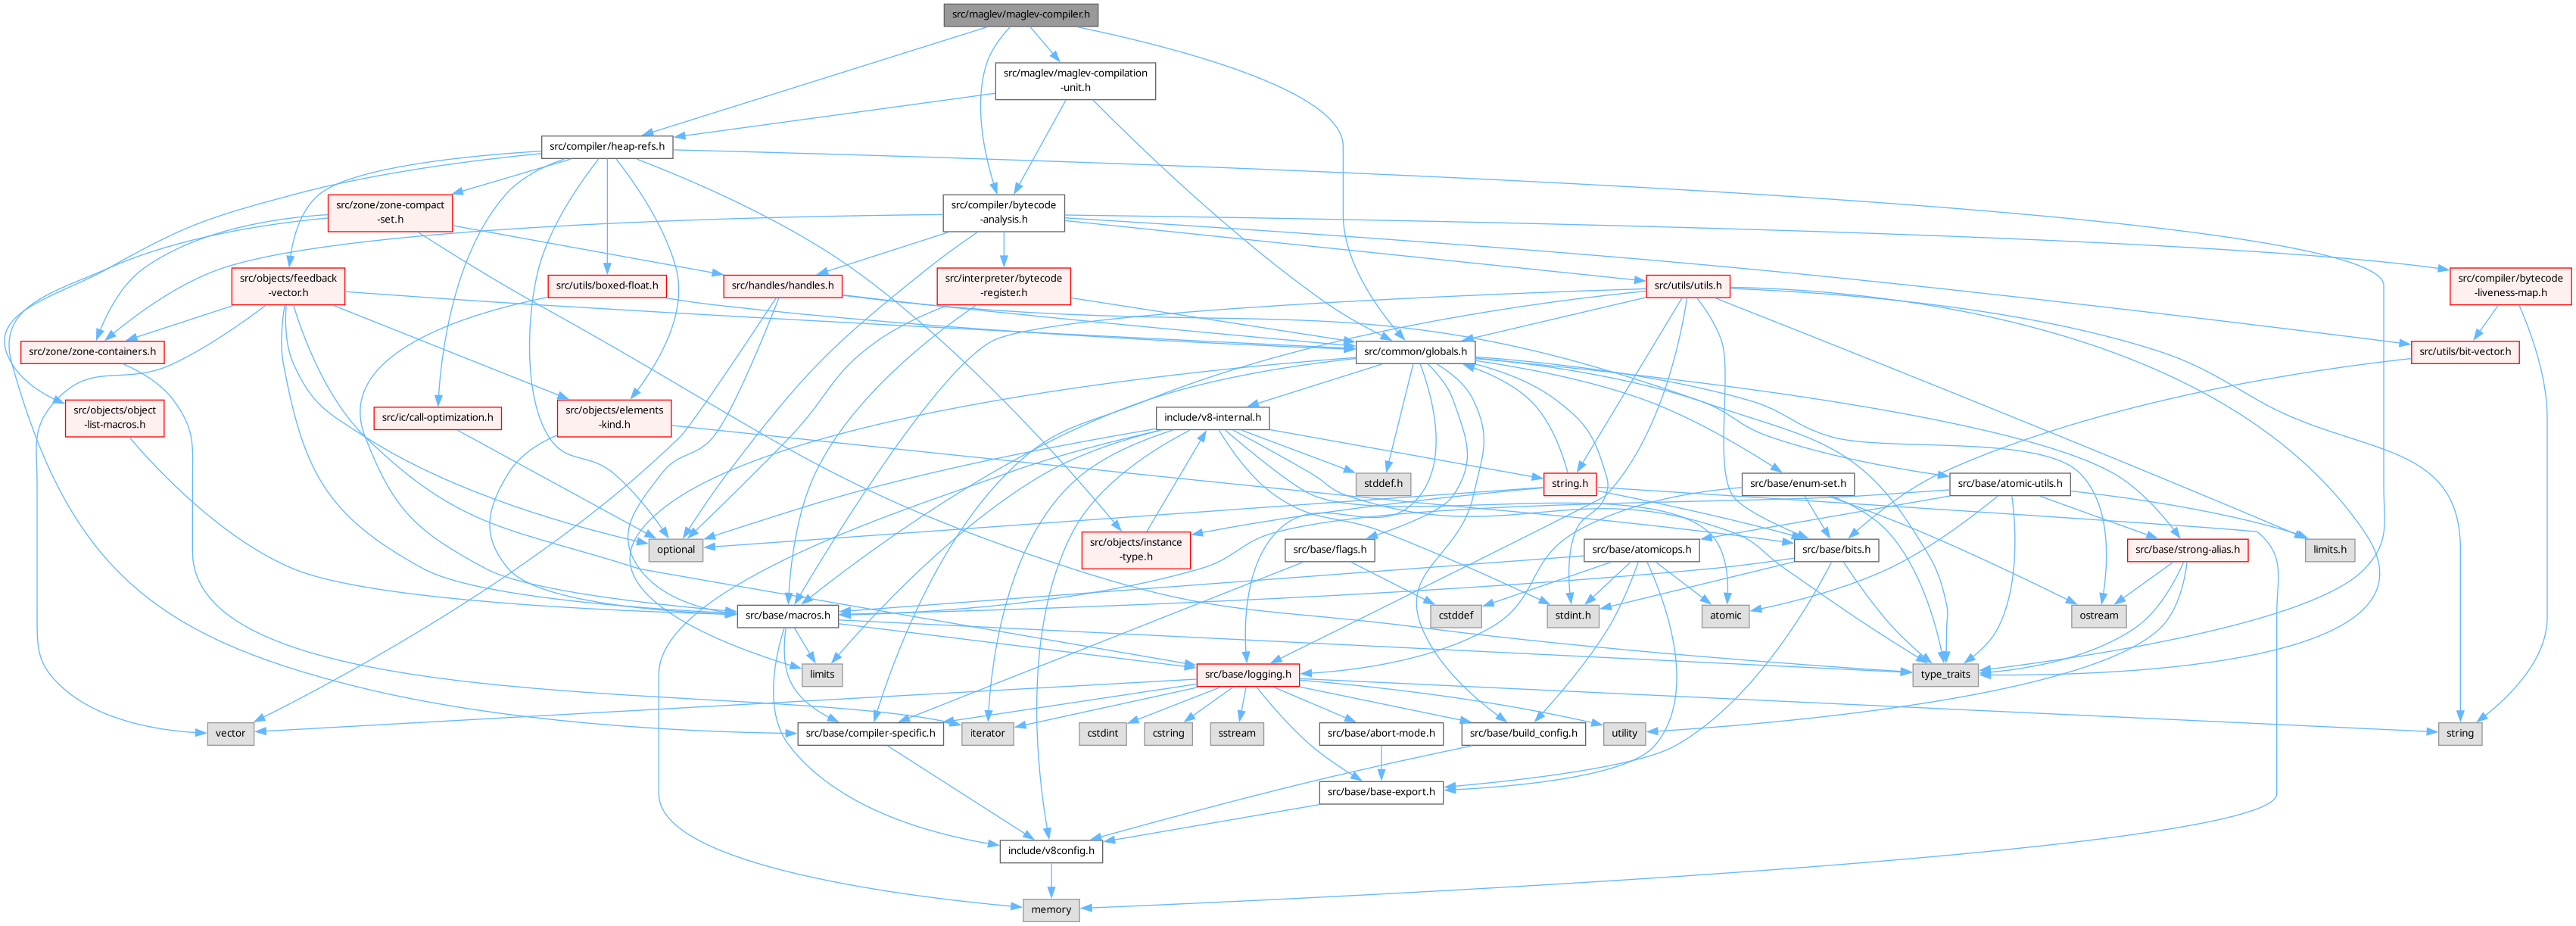 src/maglev/maglev-compiler.h
src/maglev/maglev-compilation
-unit.h
src/compiler/heap-refs.h
src/zone/zone-compact
-set.h
src/compiler/bytecode
-analysis.h
src/objects/feedback
-vector.h
src/utils/boxed-float.h
src/handles/handles.h
src/interpreter/bytecode
-register.h
src/utils/utils.h
src/compiler/bytecode
-liveness-map.h
src/zone/zone-containers.h
src/common/globals.h
src/utils/bit-vector.h
src/objects/object
-list-macros.h
src/ic/call-optimization.h
src/objects/elements
-kind.h
include/v8-internal.h
stddef.h
string.h
src/base/enum-set.h
src/base/atomic-utils.h
optional
src/objects/instance
-type.h
src/base/flags.h
src/base/atomicops.h
src/base/bits.h
src/base/strong-alias.h
limits.h
src/base/macros.h
cstddef
stdint.h
atomic
ostream
limits
src/base/logging.h
type_traits
vector
src/base/compiler-specific.h
iterator
cstdint
cstring
sstream
src/base/abort-mode.h
src/base/build_config.h
utility
string
src/base/base-export.h
include/v8config.h
memory